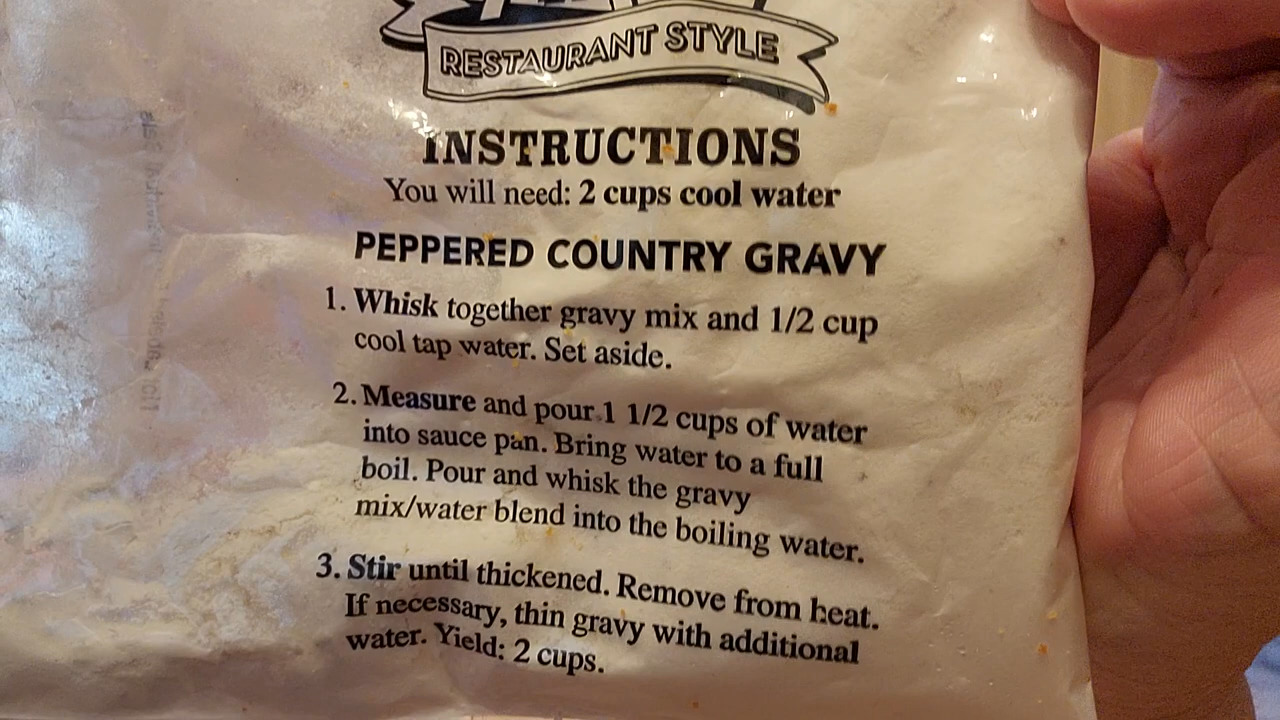 RESTAURANT STYLE
INSTRUCTIONS
You will need: 2 cups cool water
PEPPERED COUNTRY GRAVY
1. Whisk together gravy mix and 1/2 cup
cool tap water. Set aside.
2. Measure and pour 1 1/2 cups of water
into sauce pan. Bring water to a full
boil. Pour and whisk the gravy
mix/water blend into the boiling water.
3. Stir until thickened. Remove from heat.
If necessary, thin gravy with additional
water. Yield: 2 cups.